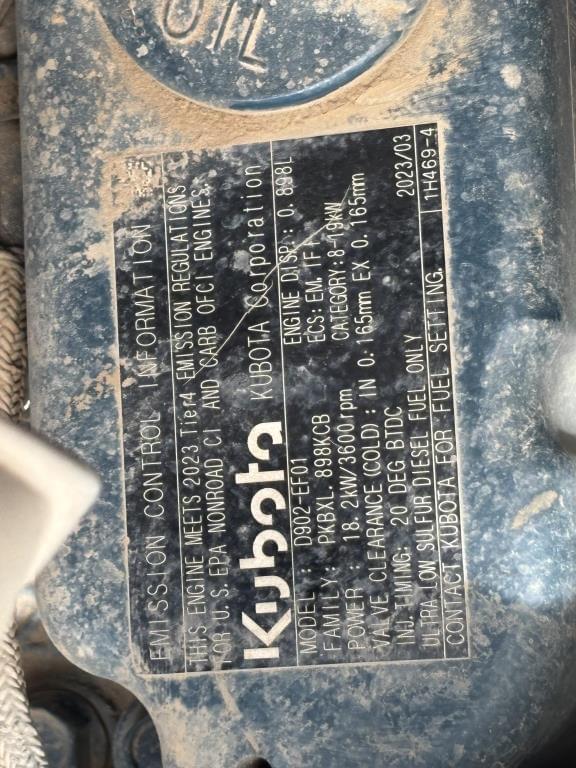 OIL
EMISSION CONTROL INFORMATION
THIS ENGINE MEETS 2023 Tier4 EMISSION REGULATIONS
FOR U.S.EPA NONROAD CI AND CARB OFCI ENGINES.
Kubota KUBOTA Corporation
MODEL : D902-EF01 ENGINE DISP.: 0.898L
FAMILY: PKBXL.898KCB ECS: EM, IFI
POWER : 18.2kW/3600rpm CATEGORY:8-19kW
VALVE CLEARANCE(COLD) : IN 0.165mm EX 0.165mm
INJ.TIMING: 20 DEG BTDC 2023/03
ULTRA LOW SULFUR DIESEL FUEL ONLY
CONTACT KUBOTA FOR FUEL SETTING. 1H469-4